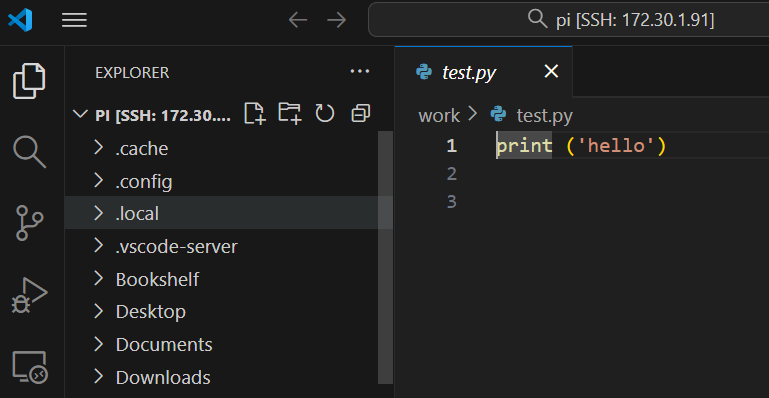 pi [SSH: 172.30.1.91]
EXPLORER
PI [SSH: 172.30....
.cache
.config
.local
.vscode-server
Bookshelf
Desktop
Documents
Downloads
test.py
work > test.py
1 print ('hello')
2
3